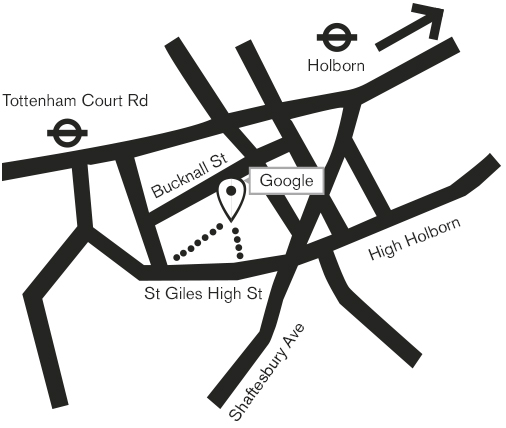 Holborn
Tottenham Court Rd
Bucknall St
Google
High Holborn
St Giles High St
Shaftesbury Ave